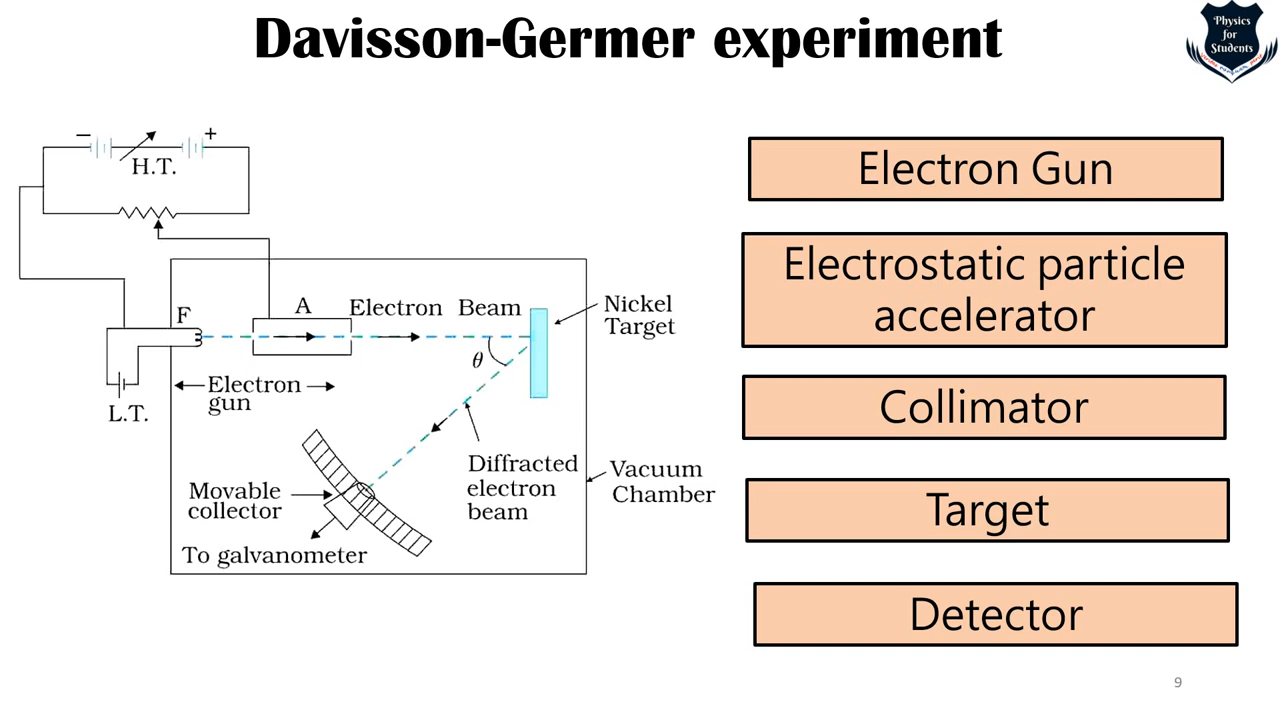 Davisson-Germer experiment
Physics
for
Students
− +
H.T.
F
A
Electron Beam
Nickel
Target
θ
Electron
gun
L.T.
Diffracted
electron
beam
Vacuum
Chamber
Movable
collector
To galvanometer
Electron Gun
Electrostatic particle
accelerator
Collimator
Target
Detector
9